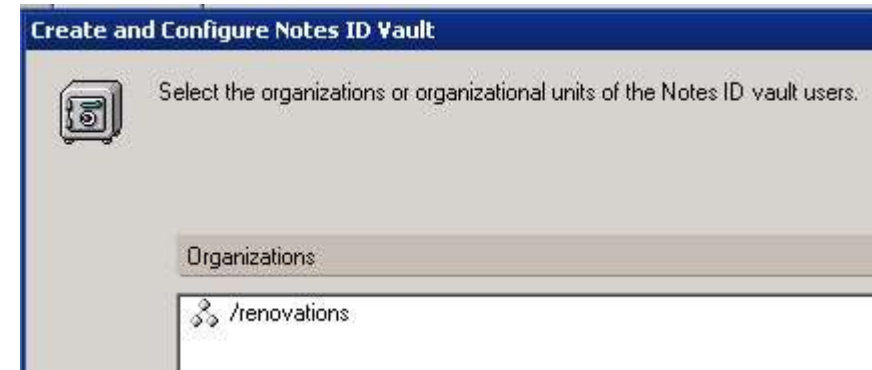 Create and Configure Notes ID Vault
Select the organizations or organizational units of the Notes ID vault users.
Organizations
/renovations